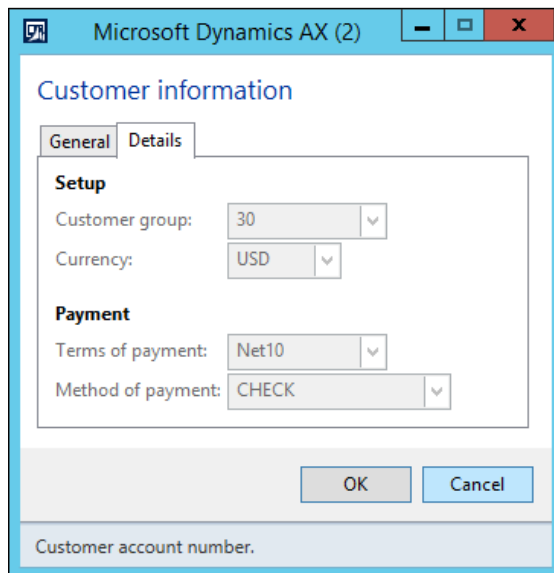 Microsoft Dynamics AX (2)
Customer information
General Details
Setup
Customer group: 30
Currency: USD
Payment
Terms of payment: Net10
Method of payment: CHECK
OK Cancel
Customer account number.